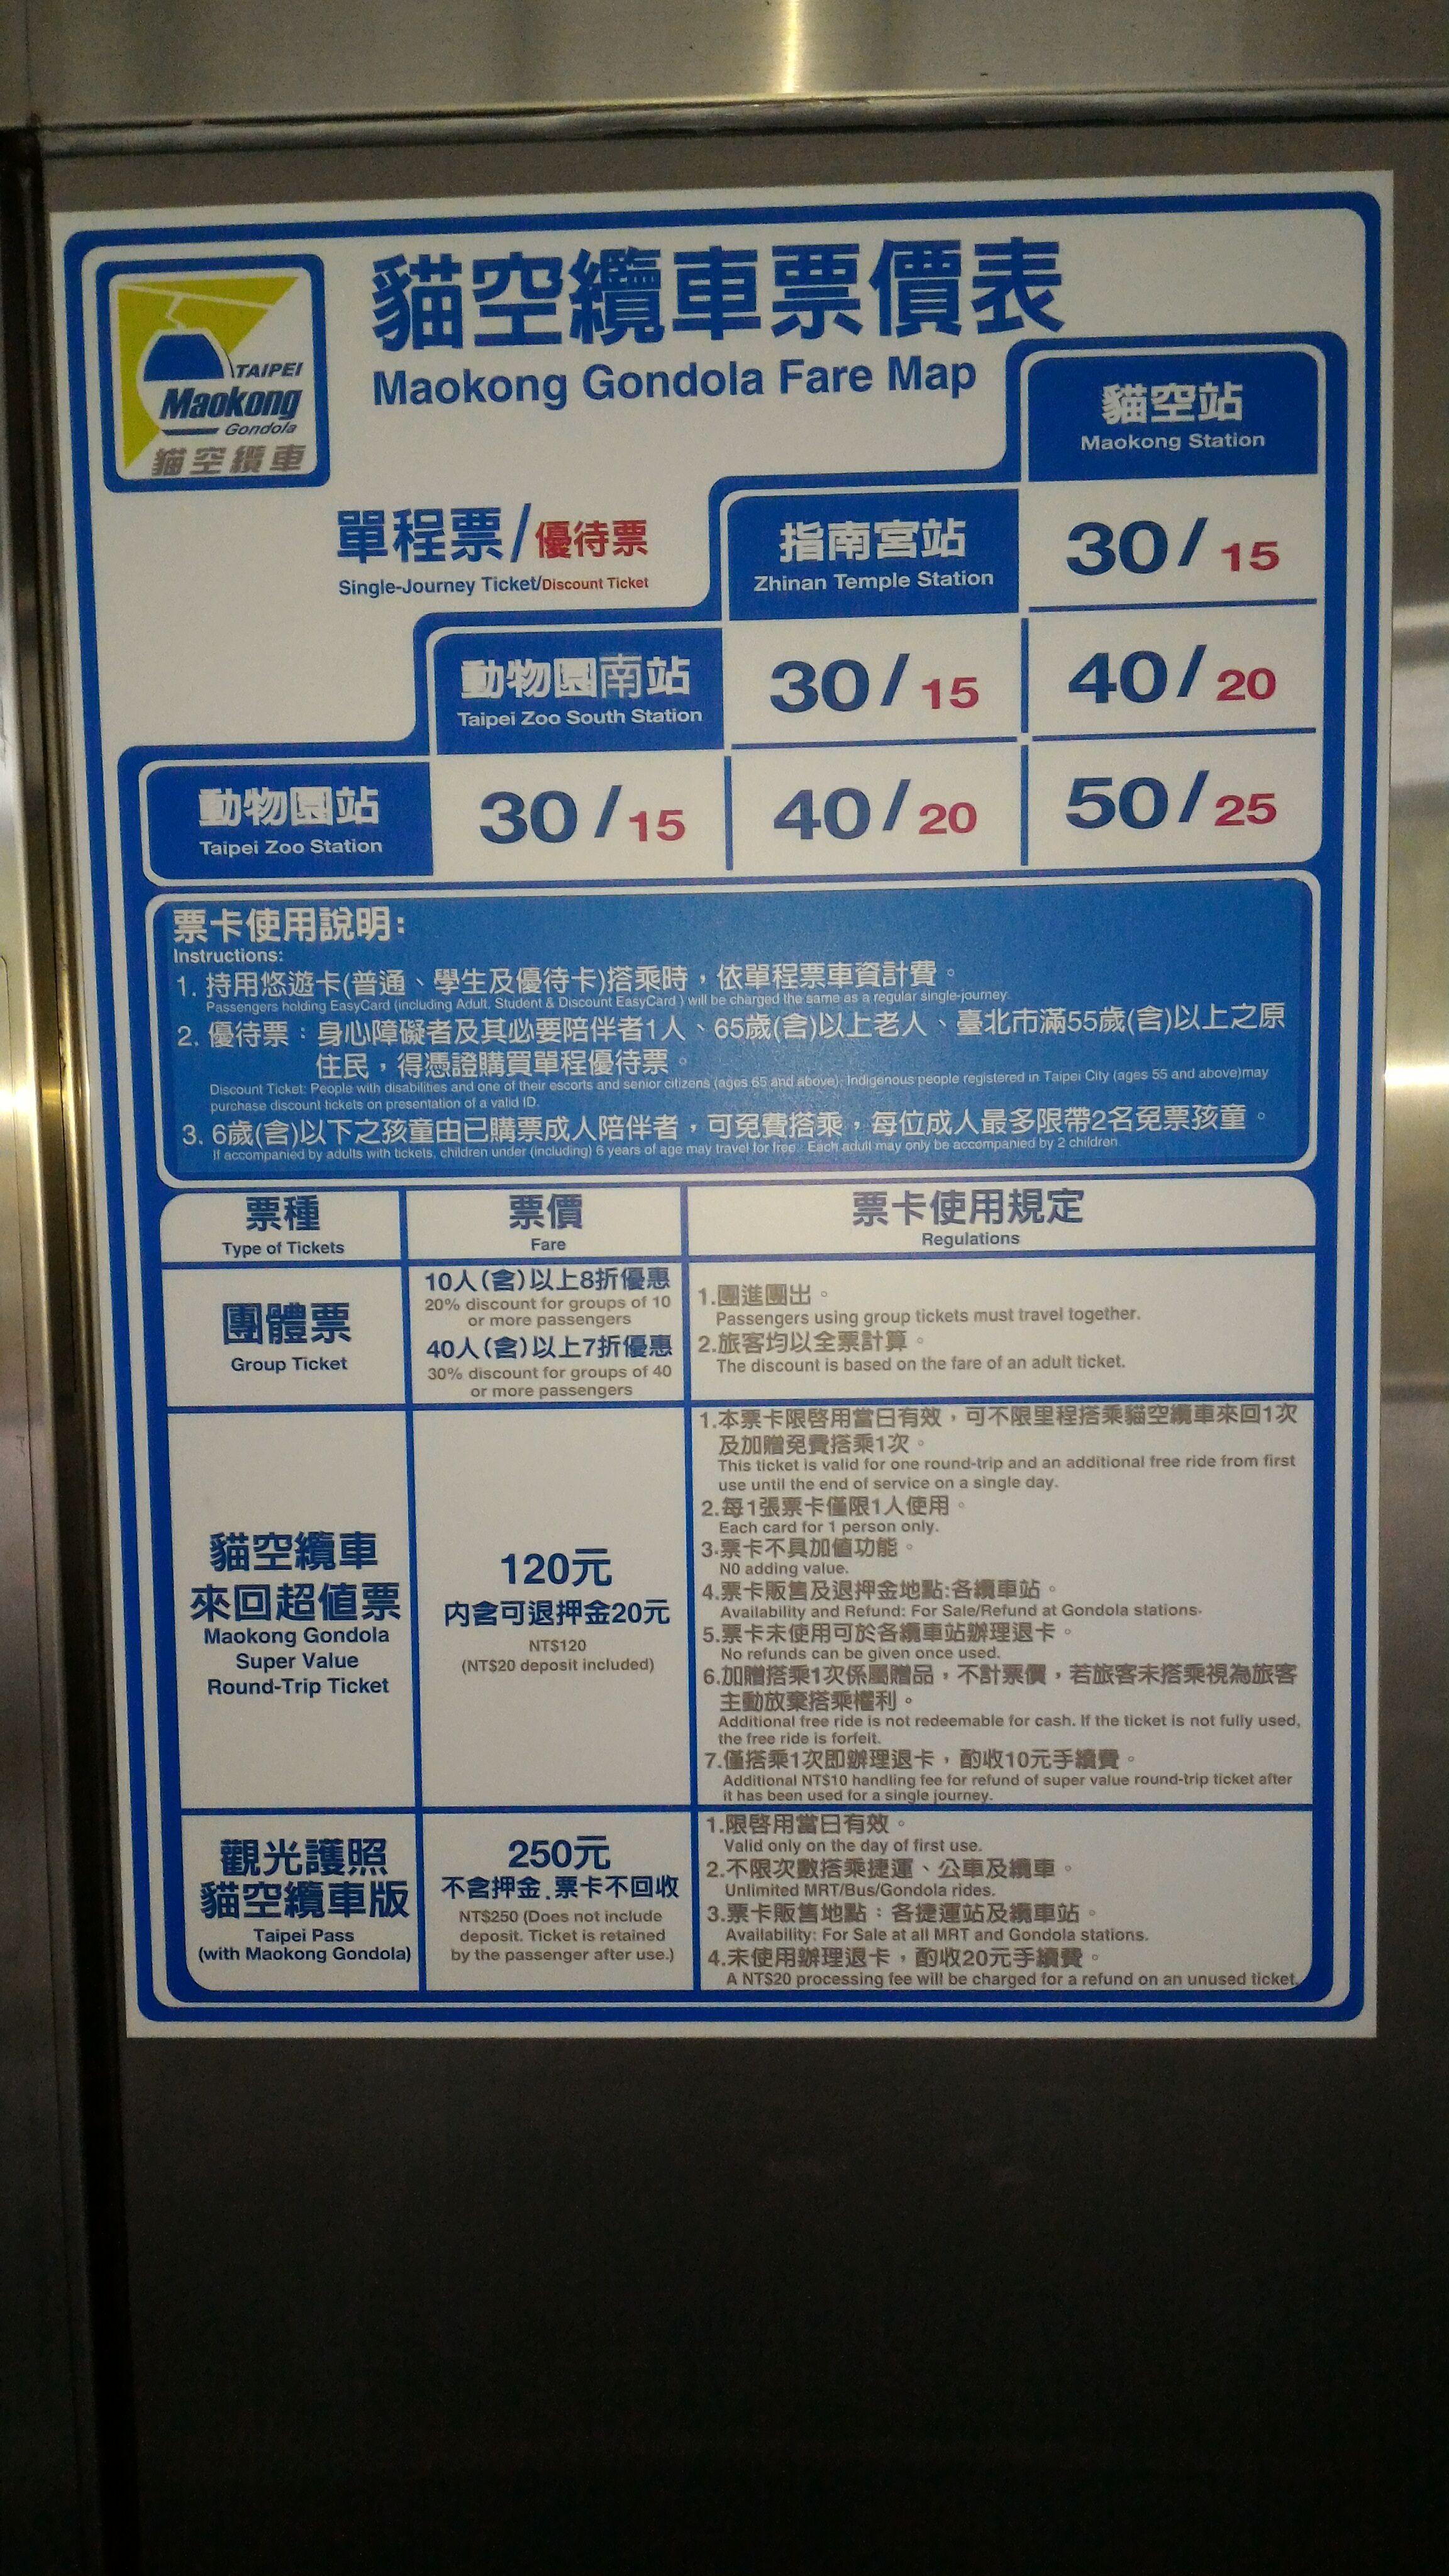 TAIPEI
Maokong
Gondola
貓空纜車
貓空纜車票價表
Maokong Gondola Fare Map
貓空站
Maokong Station
單程票/優待票
Single-Journey Ticket/Discount Ticket
指南宮站
Zhinan Temple Station
30/15
動物園南站
Taipei Zoo South Station
30/15
40/20
動物園站
Taipei Zoo Station
30/15
40/20
50/25
票卡使用說明:
Instructions:
1. 持用悠遊卡(普通、學生及優待卡)搭乘時，依單程票車資計費。
Passengers holding EasyCard (including Adult, Student & Discount EasyCard ) will be charged the same as a regular single-journey.
2. 優待票：身心障礙者及其必要陪伴者1人、65歲(含)以上老人、臺北市滿55歲(含)以上之原
住民，得憑證購買單程優待票。
Discount Ticket: People with disabilities and one of their escorts and senior citizens (ages 65 and above); Indigenous people registered in Taipei City (ages 55 and above)may
purchase discount tickets on presentation of a valid ID.
3. 6歲(含)以下之孩童由已購票成人陪伴者，可免費搭乘，每位成人最多限帶2名免票孩童。
If accompanied by adults with tickets, children under (including) 6 years of age may travel for free. Each adult may only be accompanied by 2 children.
票種
Type of Tickets
票價
Fare
票卡使用規定
Regulations
團體票
Group Ticket
10人(含)以上8折優惠
20% discount for groups of 10
or more passengers
40人(含)以上7折優惠
30% discount for groups of 40
or more passengers
1.團進團出。
Passengers using group tickets must travel together.
2.旅客均以全票計算。
The discount is based on the fare of an adult ticket.
貓空纜車
來回超值票
Maokong Gondola
Super Value
Round-Trip Ticket
120元
內含可退押金20元
NT$120
(NT$20 deposit included)
1.本票卡限啓用當日有效，可不限里程搭乘貓空纜車來回1次
及加贈免費搭乘1次。
This ticket is valid for one round-trip and an additional free ride from first
use until the end of service on a single day.
2.每1張票卡僅限1人使用。
Each card for 1 person only.
3.票卡不具加值功能。
N0 adding value.
4.票卡販售及退押金地點:各纜車站。
Availability and Refund: For Sale/Refund at Gondola stations.
5.票卡未使用可於各纜車站辦理退卡。
No refunds can be given once used.
6.加贈搭乘1次係屬贈品，不計票價，若旅客未搭乘視為旅客
主動放棄搭乘權利。
Additional free ride is not redeemable for cash. If the ticket is not fully used,
the free ride is forfeit.
7.僅搭乘1次即辦理退卡，酌收10元手續費。
Additional NT$10 handling fee for refund of super value round-trip ticket after
it has been used for a single journey.
觀光護照
貓空纜車版
Taipei Pass
(with Maokong Gondola)
250元
不含押金.票卡不回收
NT$250 (Does not include
deposit. Ticket is retained
by the passenger after use.)
1.限啓用當日有效。
Valid only on the day of first use.
2.不限次數搭乘捷運、公車及纜車。
Unlimited MRT/Bus/Gondola rides.
3.票卡販售地點：各捷運站及纜車站。
Availability: For Sale at all MRT and Gondola stations.
4.未使用辦理退卡，酌收20元手續費。
A NT$20 processing fee will be charged for a refund on an unused ticket.